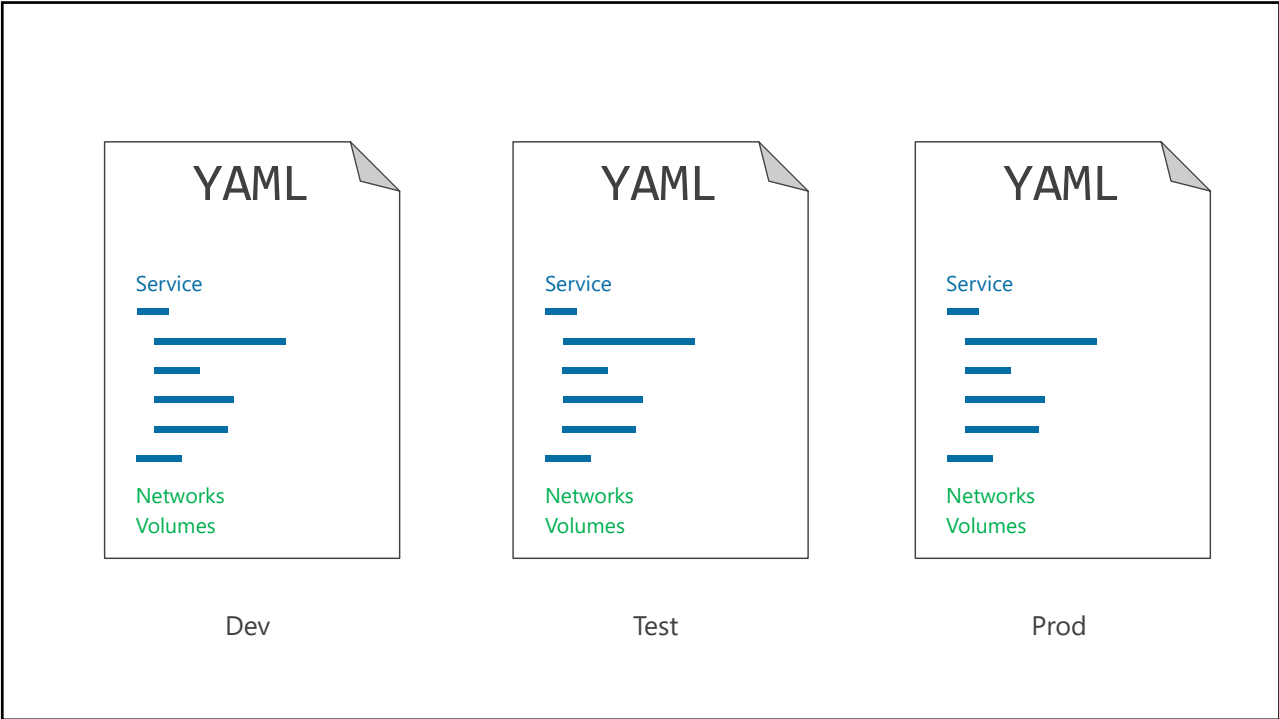 YAML
Service
Networks
Volumes
Dev
YAML
Service
Networks
Volumes
Test
YAML
Service
Networks
Volumes
Prod